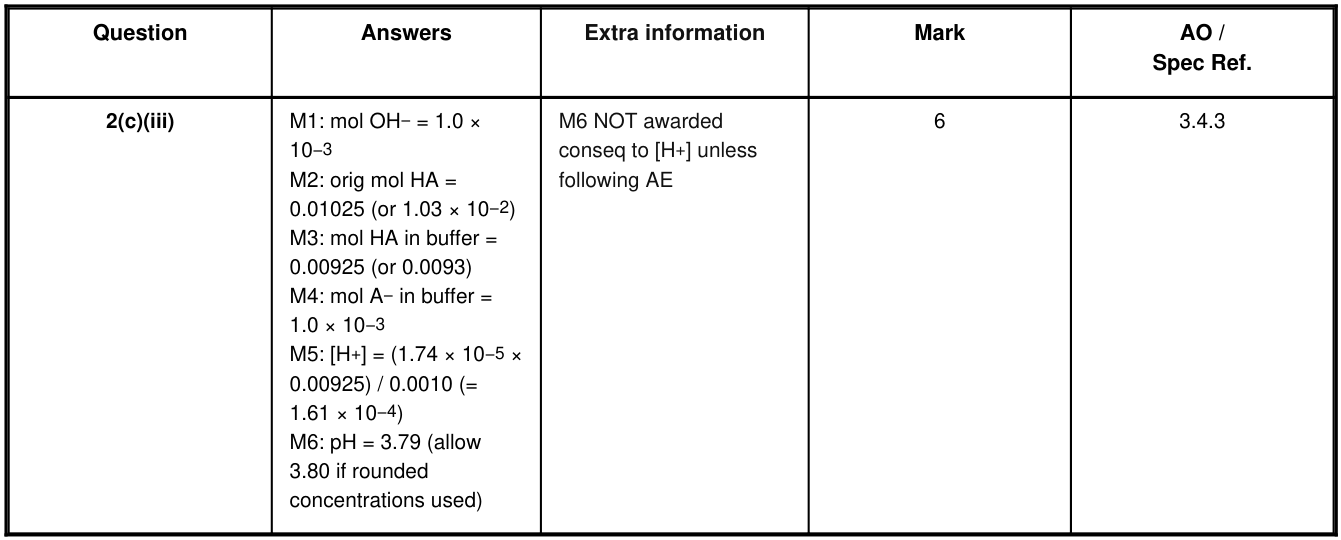 Question Answers Extra information Mark AO /
Spec Ref.
2(c)(iii) M1: mol OH− = 1.0 × M6 NOT awarded 6 3.4.3
10−3 conseq to [H+] unless
M2: orig mol HA = following AE
0.01025 (or 1.03 × 10−2)
M3: mol HA in buffer =
0.00925 (or 0.0093)
M4: mol A− in buffer =
1.0 × 10−3
M5: [H+] = (1.74 × 10−5 ×
0.00925) / 0.0010 (=
1.61 × 10−4)
M6: pH = 3.79 (allow
3.80 if rounded
concentrations used)